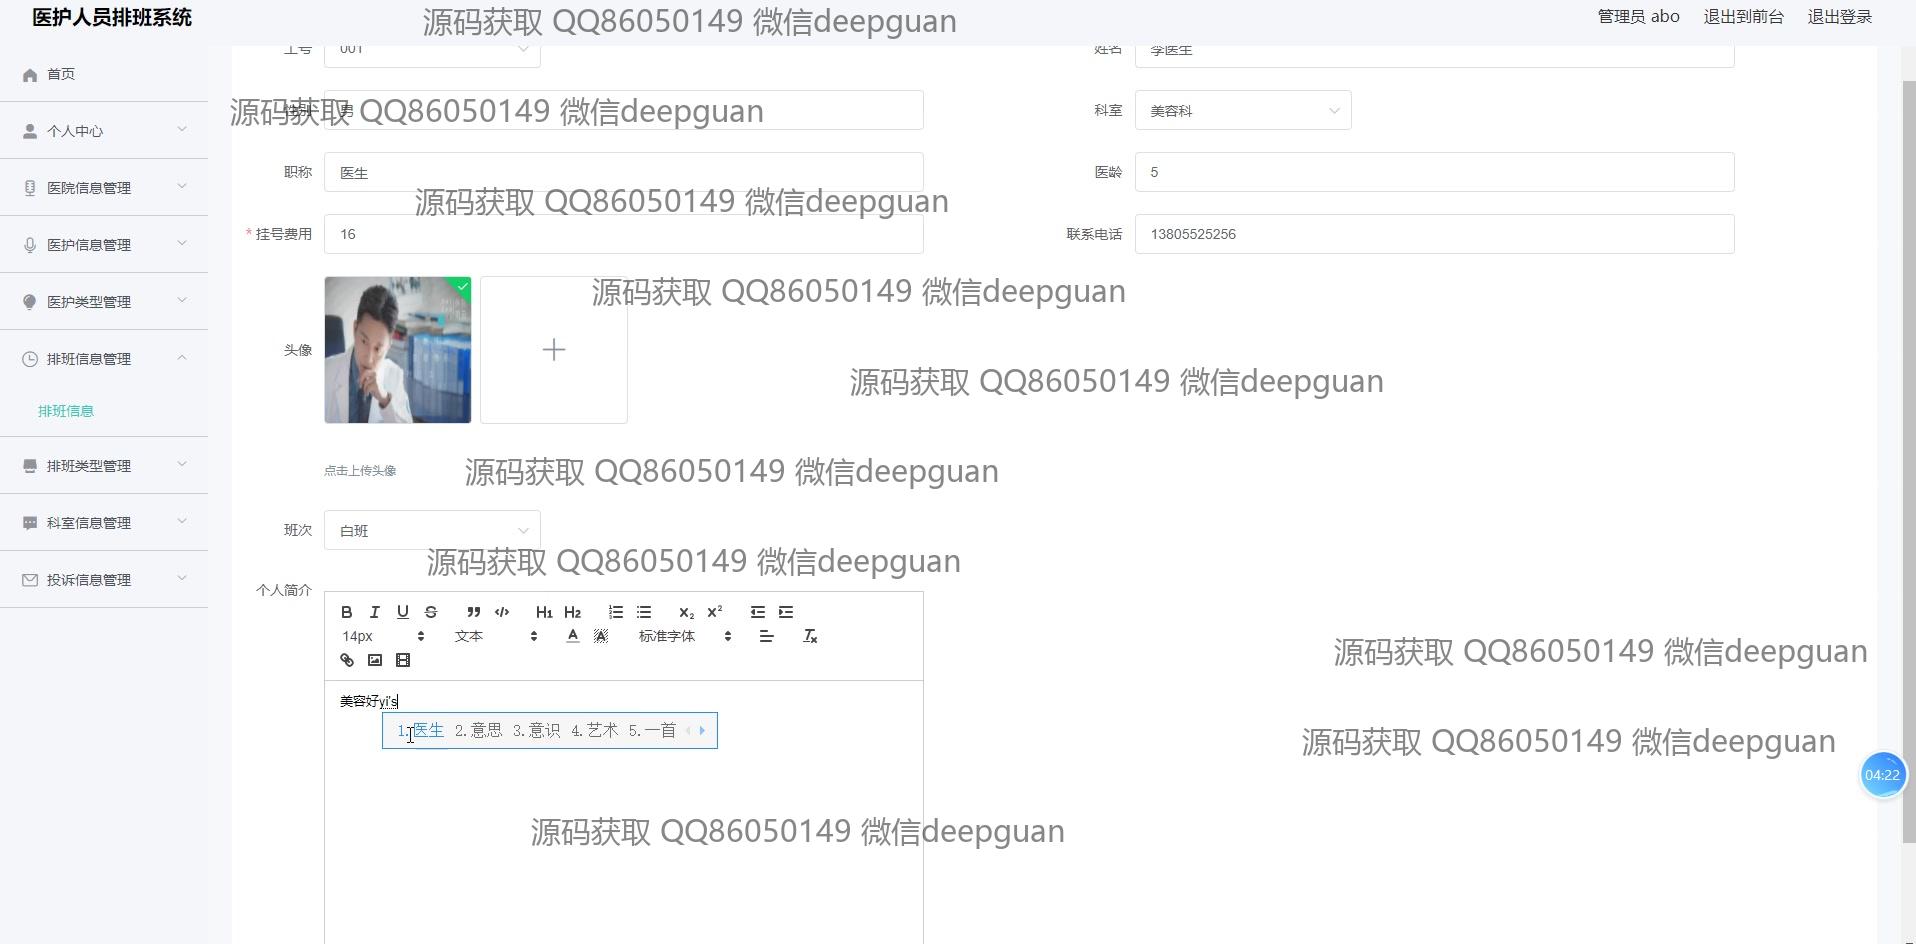 医护人员排班系统
源码获取 QQ86050149 微信deepguan
管理员 abo 退出到前台 退出登录
工号 001 姓名 李医生
首页
源码获取 QQ86050149 微信deepguan
性别 男 科室 美容科
个人中心
职称 医生 医龄 5
医院信息管理
源码获取 QQ86050149 微信deepguan
* 挂号费用 16 联系电话 13805525256
医护信息管理
源码获取 QQ86050149 微信deepguan
医护类型管理
头像
排班信息管理
源码获取 QQ86050149 微信deepguan
排班信息
排班类型管理
点击上传头像
源码获取 QQ86050149 微信deepguan
科室信息管理
班次 白班
源码获取 QQ86050149 微信deepguan
投诉信息管理
个人简介
B I U S H1 H2 X2 X2
14px 文本 A A 标准字体 Tx
源码获取 QQ86050149 微信deepguan
美容好yi's
1.医生 2.意思 3.意识 4.艺术 5.一首
源码获取 QQ86050149 微信deepguan
04:22
源码获取 QQ86050149 微信deepguan